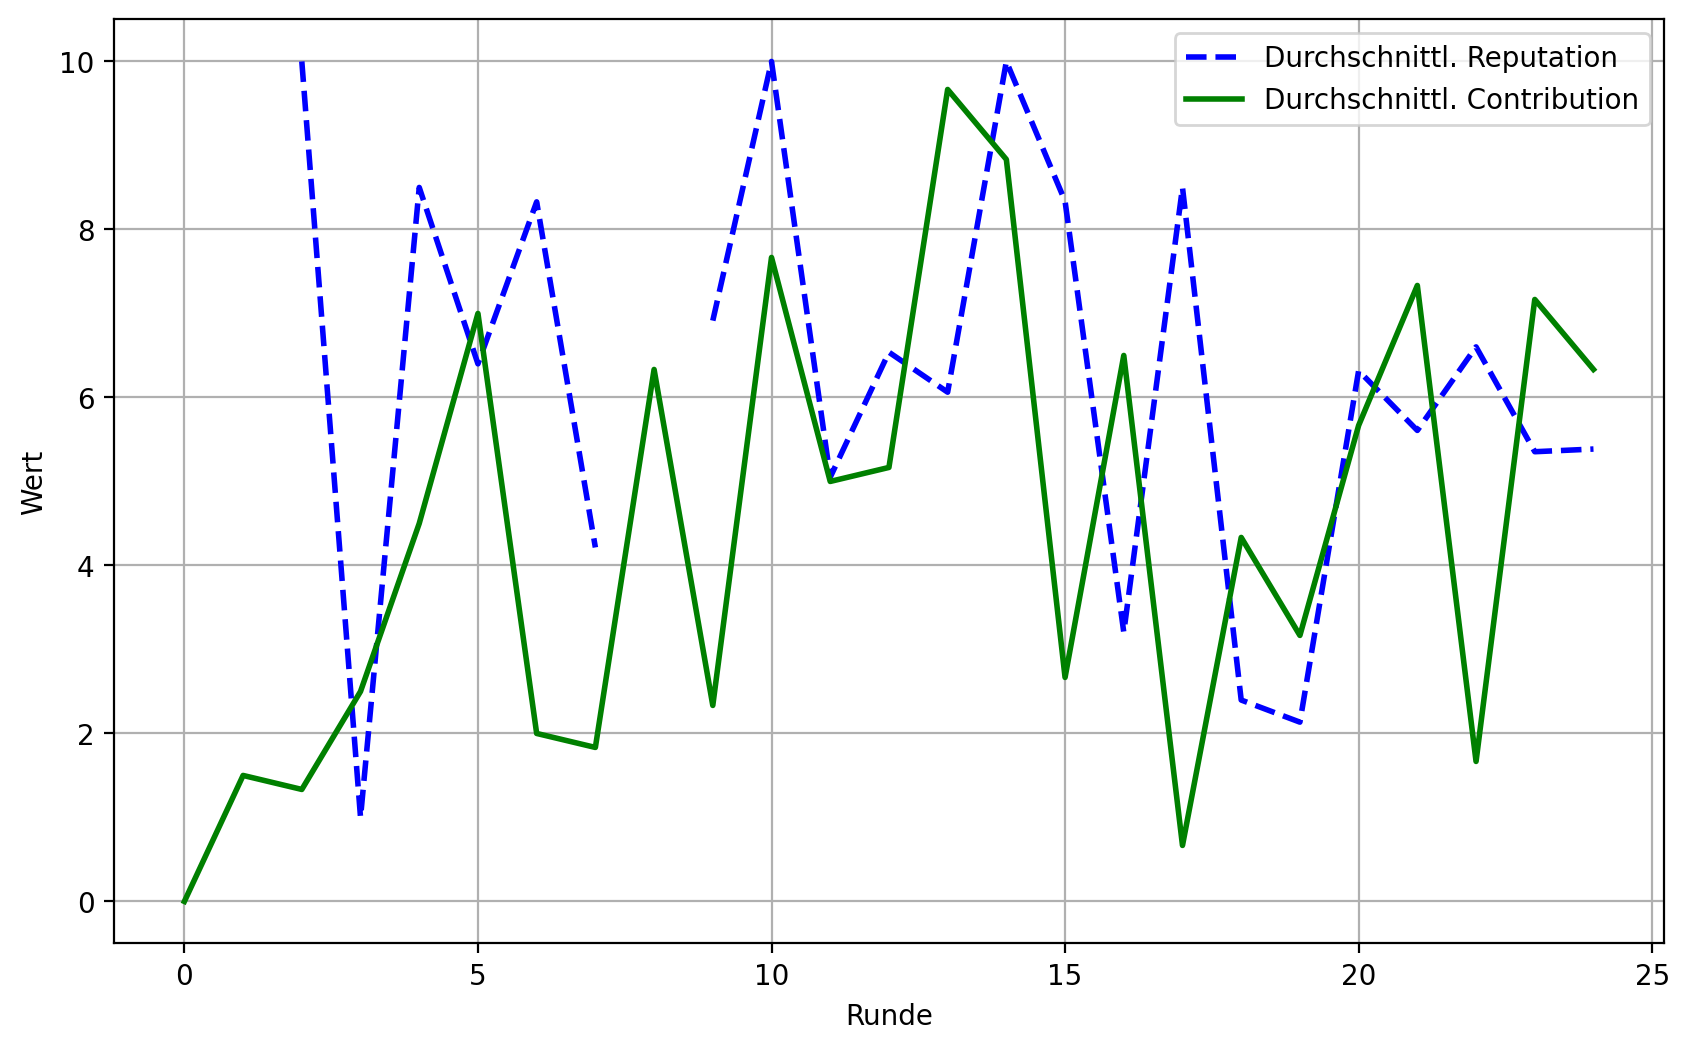 Durchschnittl. Reputation
Durchschnittl. Contribution
10
8
6
4
2
0
Wert
0 5 10 15 20 25
Runde